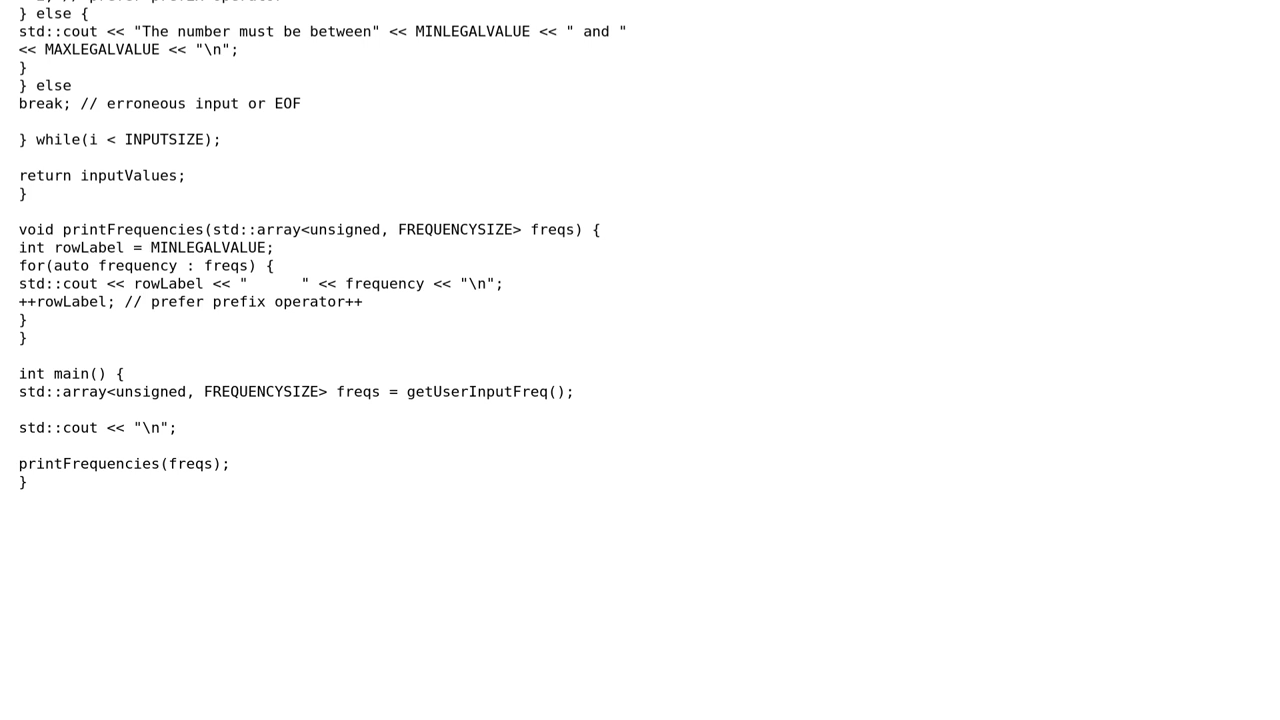 } else {
std::cout << "The number must be between" << MINLEGALVALUE << " and "
<< MAXLEGALVALUE << "\n";
}
} else
break; // erroneous input or EOF

} while(i < INPUTSIZE);

return inputValues;
}

void printFrequencies(std::array<unsigned, FREQUENCYSIZE> freqs) {
int rowLabel = MINLEGALVALUE;
for(auto frequency : freqs) {
std::cout << rowLabel << "      " << frequency << "\n";
++rowLabel; // prefer prefix operator++
}
}

int main() {
std::array<unsigned, FREQUENCYSIZE> freqs = getUserInputFreq();

std::cout << "\n";

printFrequencies(freqs);
}